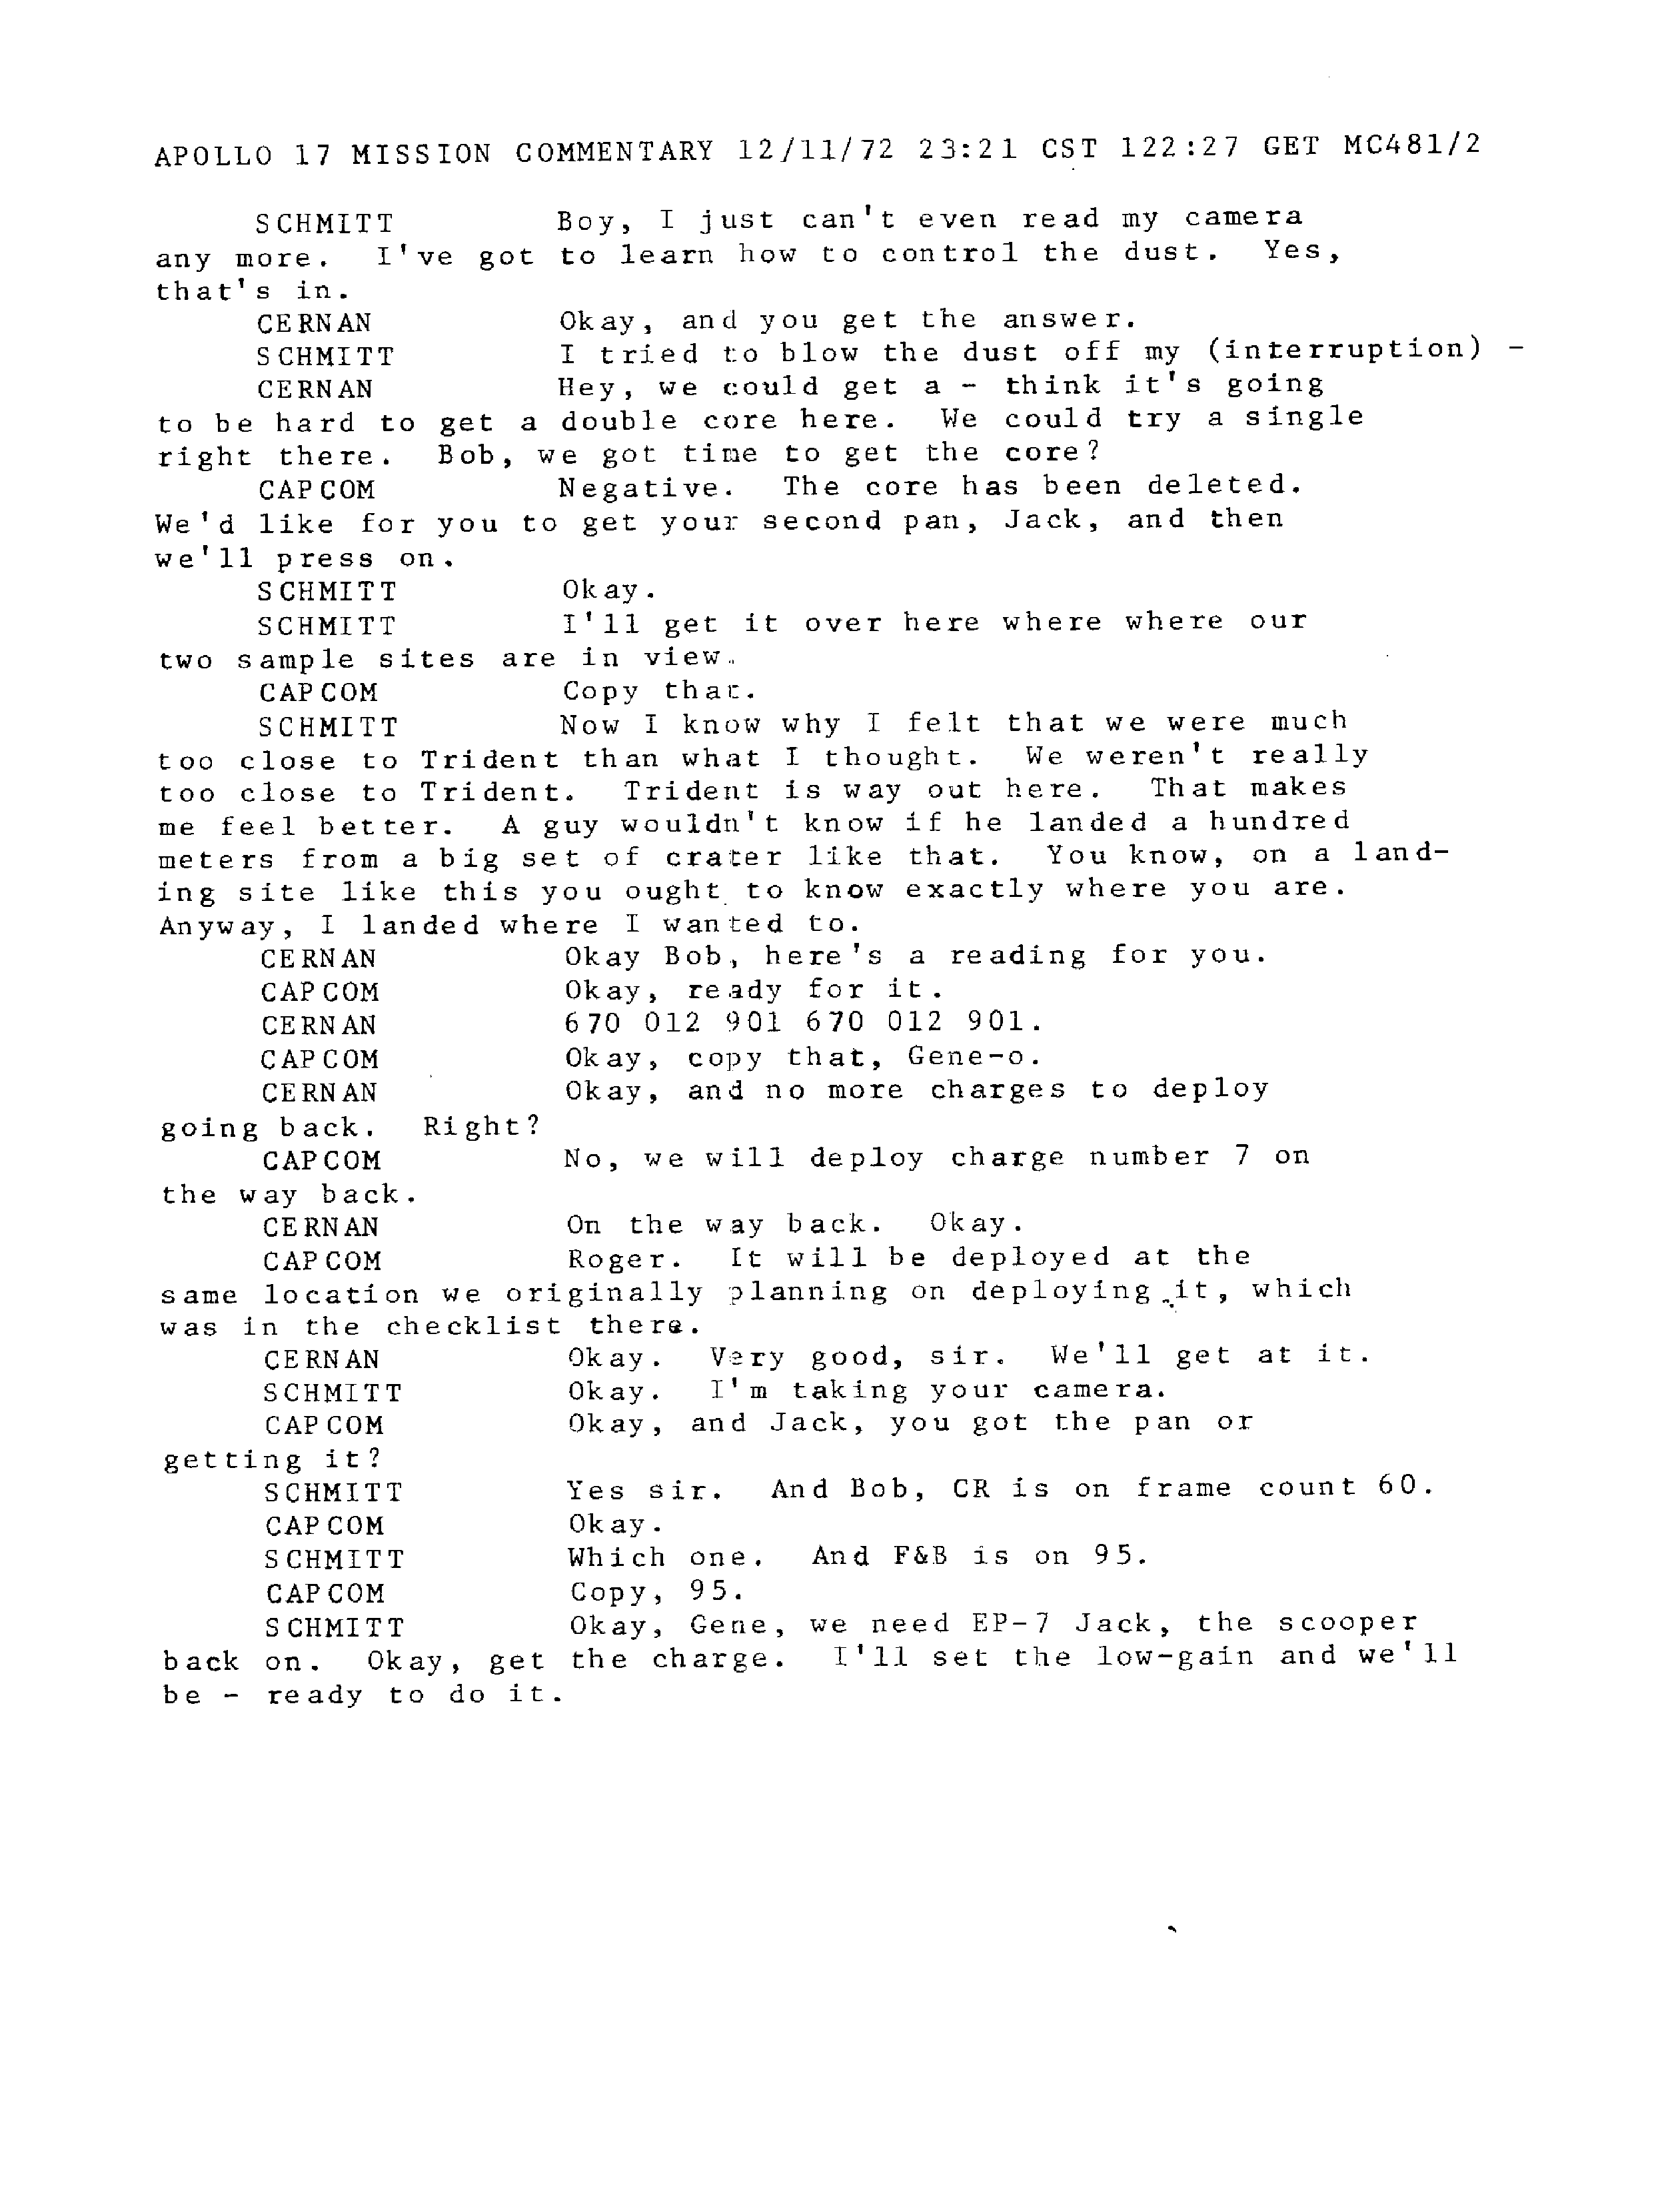 APOLLO 17 MISSION COMMENTARY 12/11/72 23:21 CST 122:27 GET MC481/2
SCHMITT Boy, I just can't even read my camera
any more. I've got to learn how to control the dust. Yes,
that's in.
CERNAN Okay, and you get the answer.
SCHMITT I tried to blow the dust off my (interruption) -
CERNAN Hey, we could get a - think it's going
to be hard to get a double core here. We could try a single
right there. Bob, we got time to get the core?
CAPCOM Negative. The core has been deleted.
We'd like for you to get your second pan, Jack, and then
we'll press on.
SCHMITT Okay.
SCHMITT I'll get it over here where where our
two sample sites are in view.
CAPCOM Copy that.
SCHMITT Now I know why I felt that we were much
too close to Trident than what I thought. We weren't really
too close to Trident. Trident is way out here. That makes
me feel better. A guy wouldn't know if he landed a hundred
meters from a big set of crater like that. You know, on a land-
ing site like this you ought to know exactly where you are.
Anyway, I landed where I wanted to.
CERNAN Okay Bob, here's a reading for you.
CAPCOM Okay, ready for it.
CERNAN 670 012 901 670 012 901.
CAPCOM Okay, copy that, Gene-o.
CERNAN Okay, and no more charges to deploy
going back. Right?
CAPCOM No, we will deploy charge number 7 on
the way back.
CERNAN On the way back. Okay.
CAPCOM Roger. It will be deployed at the
same location we originally planning on deploying it, which
was in the checklist there.
CERNAN Okay. Very good, sir. We'll get at it.
SCHMITT Okay. I'm taking your camera.
CAPCOM Okay, and Jack, you got the pan or
getting it?
SCHMITT Yes sir. And Bob, CR is on frame count 60.
CAPCOM Okay.
SCHMITT Which one. And F&B is on 95.
CAPCOM Copy, 95.
SCHMITT Okay, Gene, we need EP-7 Jack, the scooper
back on. Okay, get the charge. I'll set the low-gain and we'll
be - ready to do it.